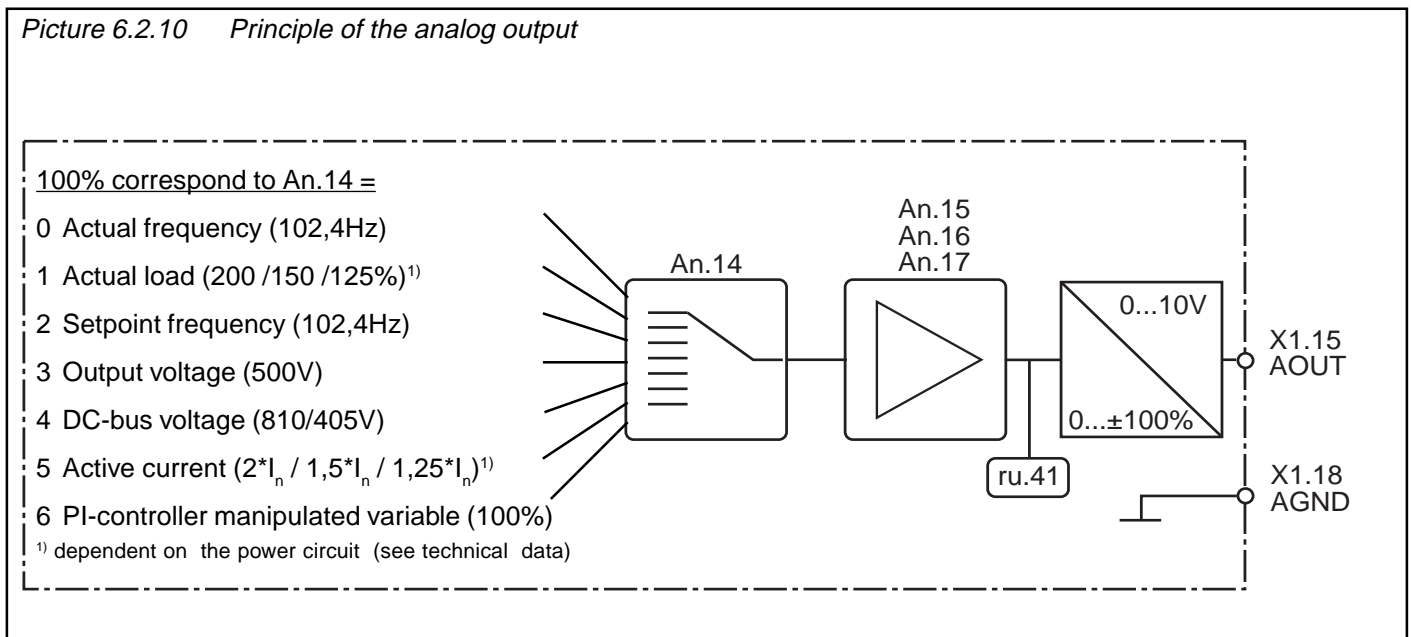 Picture 6.2.10 Principle of the analog output
100% correspond to An.14 =
0 Actual frequency (102,4Hz)
1 Actual load (200 /150 /125%)1)
2 Setpoint frequency (102,4Hz)
3 Output voltage (500V)
4 DC-bus voltage (810/405V)
5 Active current (2*In / 1,5*In / 1,25*In)1)
6 PI-controller manipulated variable (100%)
1) dependent on the power circuit (see technical data)
An.14
An.15
An.16
An.17
ru.41
0...10V
0...±100%
X1.15
AOUT
X1.18
AGND